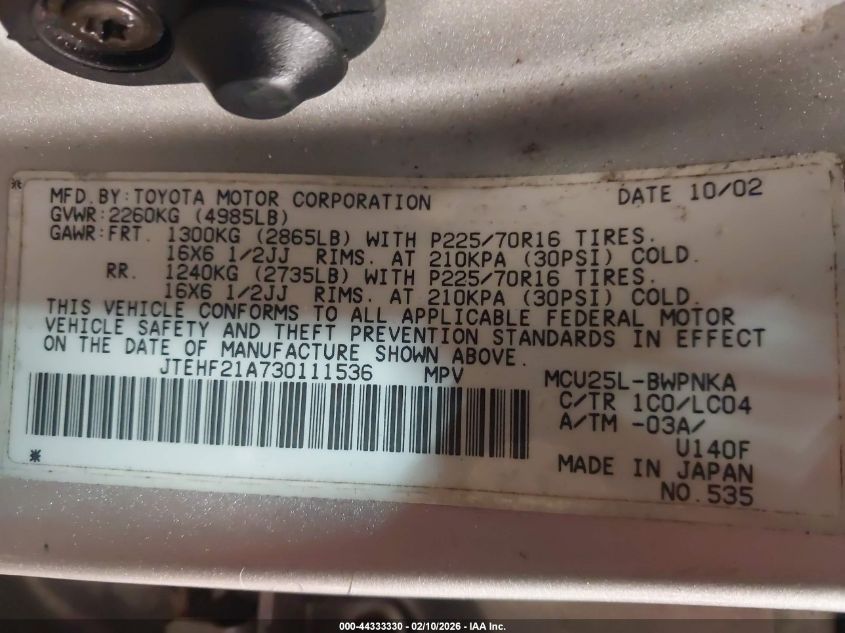 MFD.BY:TOYOTA MOTOR CORPORATION DATE 10/02
GVWR:2260KG (4985LB)
GAWR:FRT. 1300KG (2865LB) WITH P225/70R16 TIRES.
16X6 1/2JJ RIMS. AT 210KPA (30PSI) COLD.
RR. 1240KG (2735LB) WITH P225/70R16 TIRES.
16X6 1/2JJ RIMS. AT 210KPA (30PSI) COLD.
THIS VEHICLE CONFORMS TO ALL APPLICABLE FEDERAL MOTOR
VEHICLE SAFETY AND THEFT PREVENTION STANDARDS IN EFFECT
ON THE DATE OF MANUFACTURE SHOWN ABOVE.
JTEHF21A730111536 MPV MCU25L-BWPNKA
C/TR 1C0/LC04
A/TM -03A/
U140F
MADE IN JAPAN
NO.535
000-44333330 - 02/10/2026 - IAA Inc.